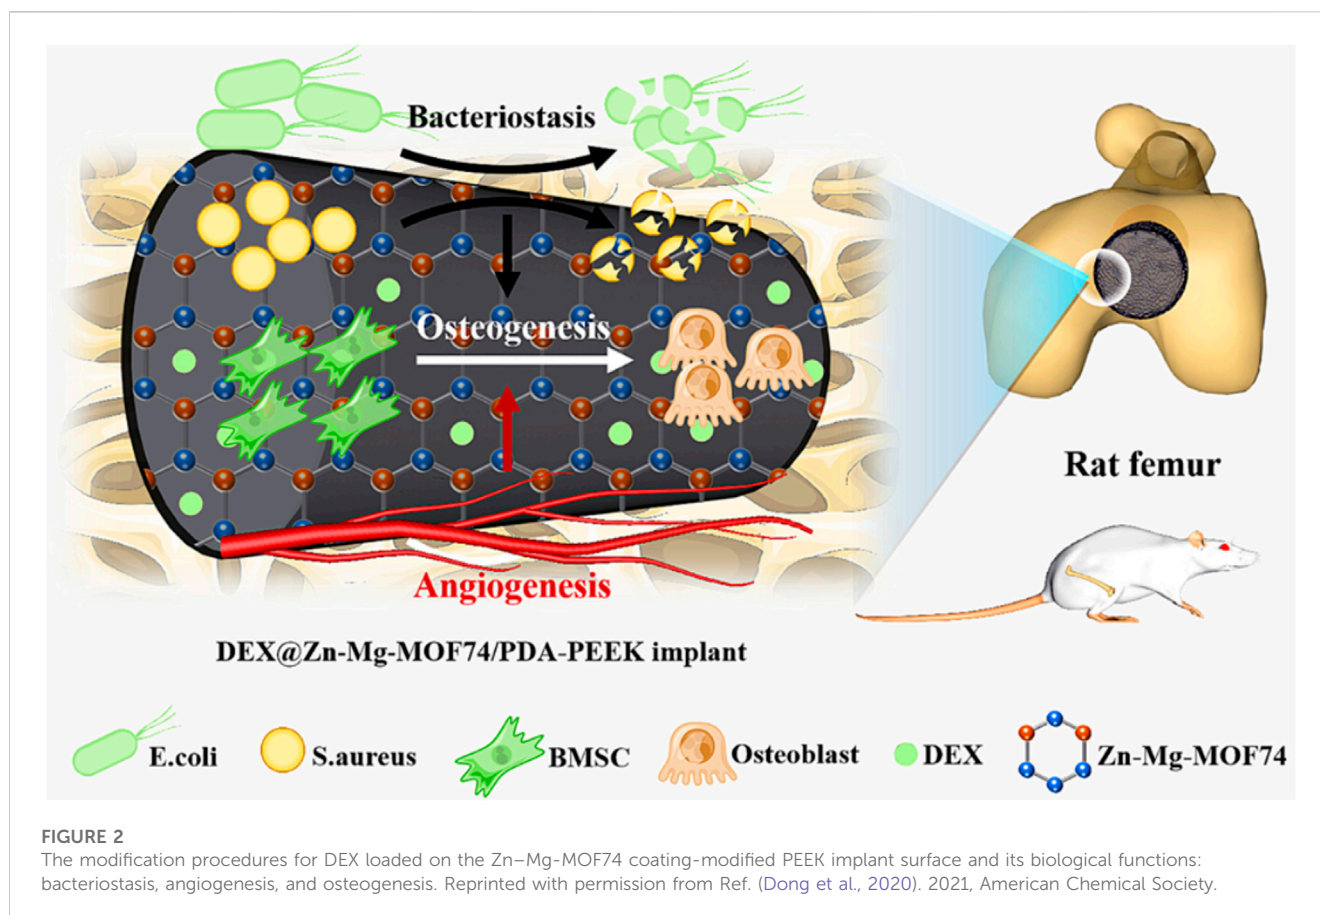 Bacteriostasis
Osteogenesis
Angiogenesis
Rat femur
DEX@Zn-Mg-MOF74/PDA-PEEK implant
E.coli
S.aureus
BMSC
Osteoblast
DEX
Zn-Mg-MOF74
FIGURE 2
The modification procedures for DEX loaded on the Zn–Mg-MOF74 coating-modified PEEK implant surface and its biological functions:
bacteriostasis, angiogenesis, and osteogenesis. Reprinted with permission from Ref. (Dong et al., 2020). 2021, American Chemical Society.